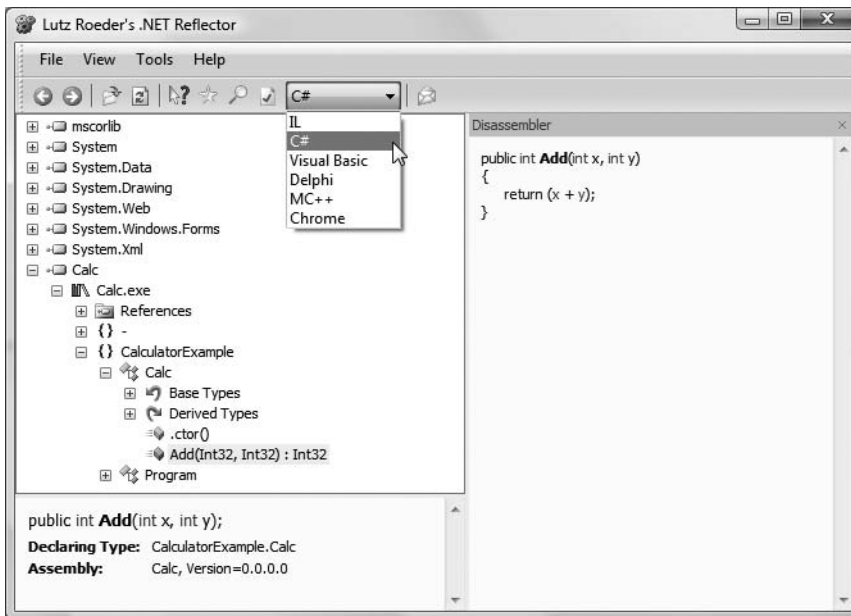 Lutz Roeder's .NET Reflector
File View Tools Help
C#
IL
C#
Visual Basic
Delphi
MC++
Chrome
mscorlib
System
System.Data
System.Drawing
System.Web
System.Windows.Forms
System.Xml
Calc
Calc.exe
References
{} -
{} CalculatorExample
Calc
Base Types
Derived Types
.ctor()
Add(Int32, Int32) : Int32
Program
Disassembler
public int Add(int x, int y)
{
return (x + y);
}
public int Add(int x, int y);
Declaring Type: CalculatorExample.Calc
Assembly: Calc, Version=0.0.0.0